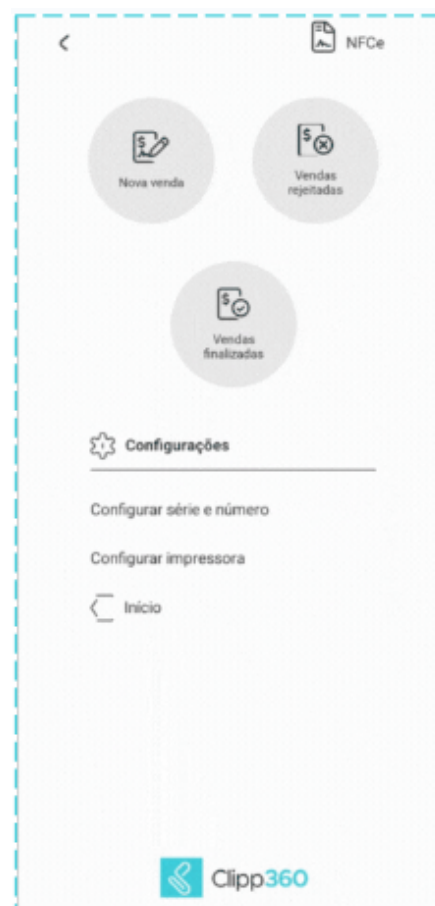 NFCe
Nova venda
Vendas
rejeitadas
Vendas
finalizadas
Configurações
Configurar série e número
Configurar impressora
Início
Clipp360